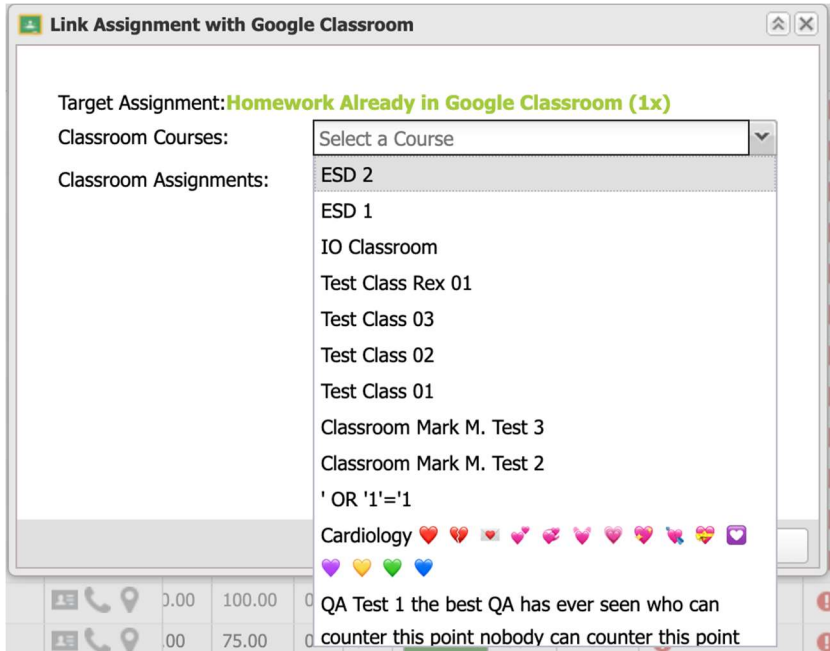 Link Assignment with Google Classroom
Target Assignment:Homework Already in Google Classroom (1x)
Classroom Courses:
Select a Course
Classroom Assignments:
ESD 2
ESD 1
IO Classroom
Test Class Rex 01
Test Class 03
Test Class 02
Test Class 01
Classroom Mark M. Test 3
Classroom Mark M. Test 2
' OR '1'='1
Cardiology ❤️ 💔 💌 💕 💞 💓 💗 💖 💘 💝 💟
💜 💛 💚 💙
QA Test 1 the best QA has ever seen who can
counter this point nobody can counter this point
100.00
75.00